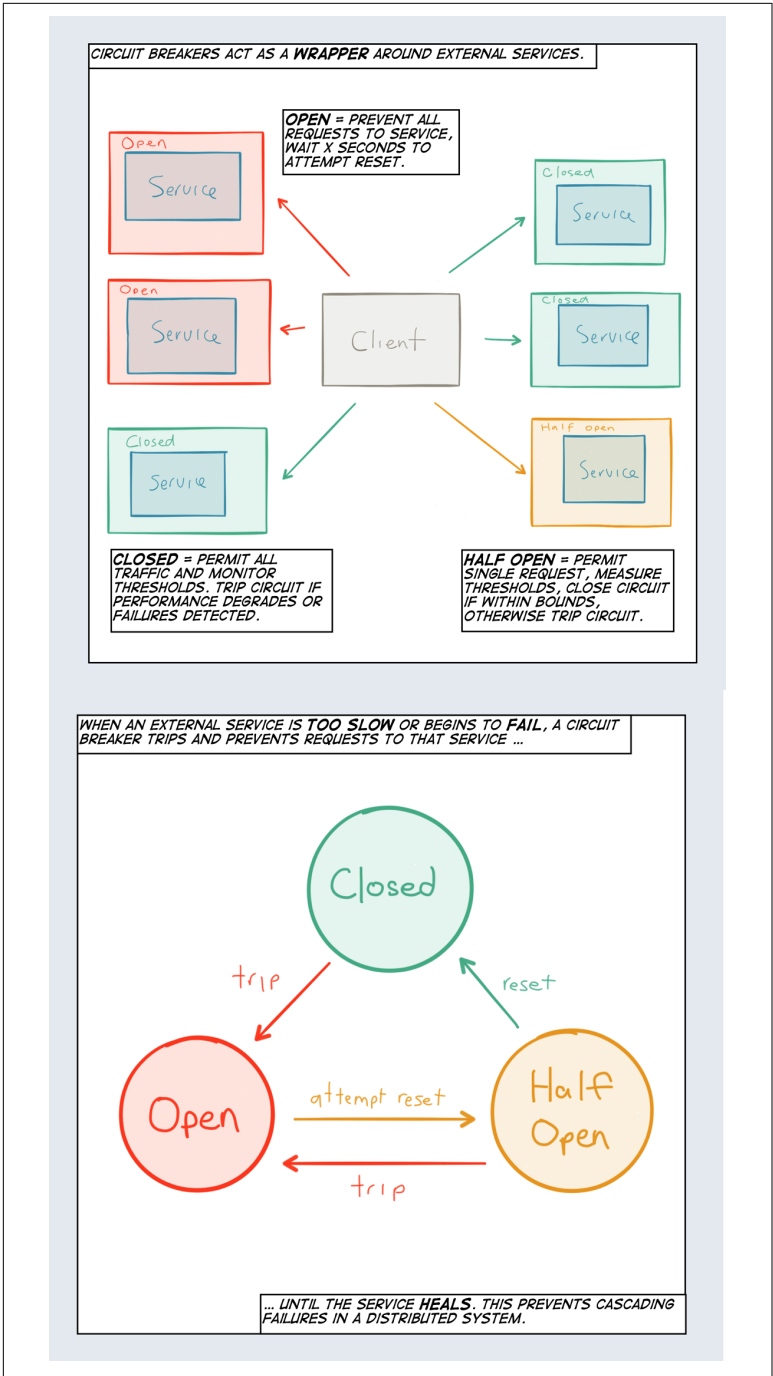 CIRCUIT BREAKERS ACT AS A WRAPPER AROUND EXTERNAL SERVICES.
OPEN = PREVENT ALL
REQUESTS TO SERVICE,
WAIT X SECONDS TO
ATTEMPT RESET.
Open
Service
Closed
Service
Open
Service
Client
Closed
Service
Closed
Service
Half open
Service
CLOSED = PERMIT ALL
TRAFFIC AND MONITOR
THRESHOLDS. TRIP CIRCUIT IF
PERFORMANCE DEGRADES OR
FAILURES DETECTED.
HALF OPEN = PERMIT
SINGLE REQUEST, MEASURE
THRESHOLDS, CLOSE CIRCUIT
IF WITHIN BOUNDS,
OTHERWISE TRIP CIRCUIT.
WHEN AN EXTERNAL SERVICE IS TOO SLOW OR BEGINS TO FAIL, A CIRCUIT
BREAKER TRIPS AND PREVENTS REQUESTS TO THAT SERVICE ...
Closed
trip
reset
Open
attempt reset
Half
Open
trip
... UNTIL THE SERVICE HEALS. THIS PREVENTS CASCADING
FAILURES IN A DISTRIBUTED SYSTEM.